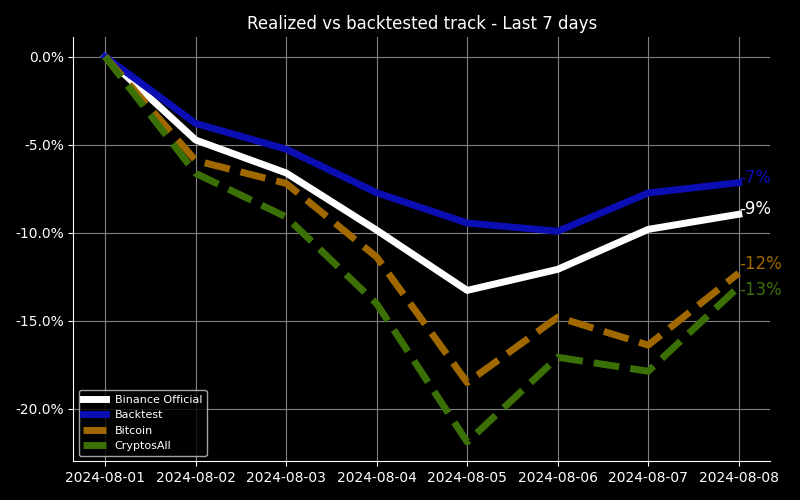 Realized vs backtested track - Last 7 days
0.0%
-5.0%
-10.0%
-15.0%
-20.0%
-7%
-9%
-12%
-13%
Binance Official
Backtest
Bitcoin
CryptosAll
2024-08-01 2024-08-02 2024-08-03 2024-08-04 2024-08-05 2024-08-06 2024-08-07 2024-08-08